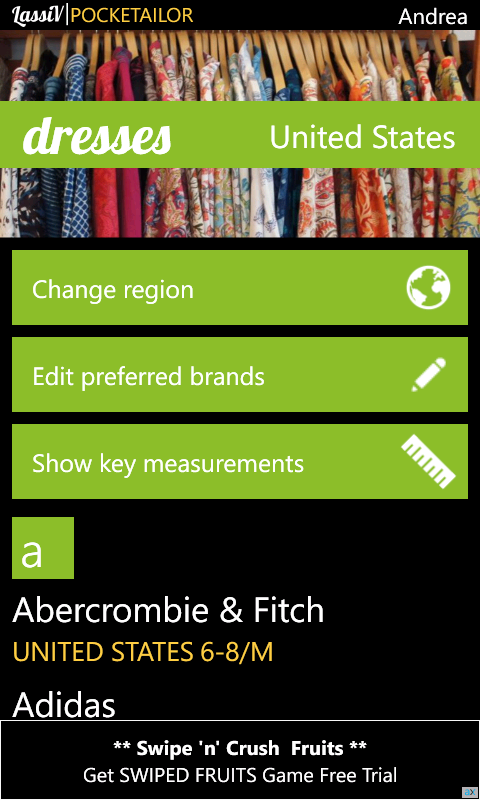 LassiV|POCKETAILOR
Andrea
dresses
United States
Change region
Edit preferred brands
Show key measurements
a
Abercrombie & Fitch
UNITED STATES 6-8/M
Adidas
** Swipe 'n' Crush Fruits **
Get SWIPED FRUITS Game Free Trial